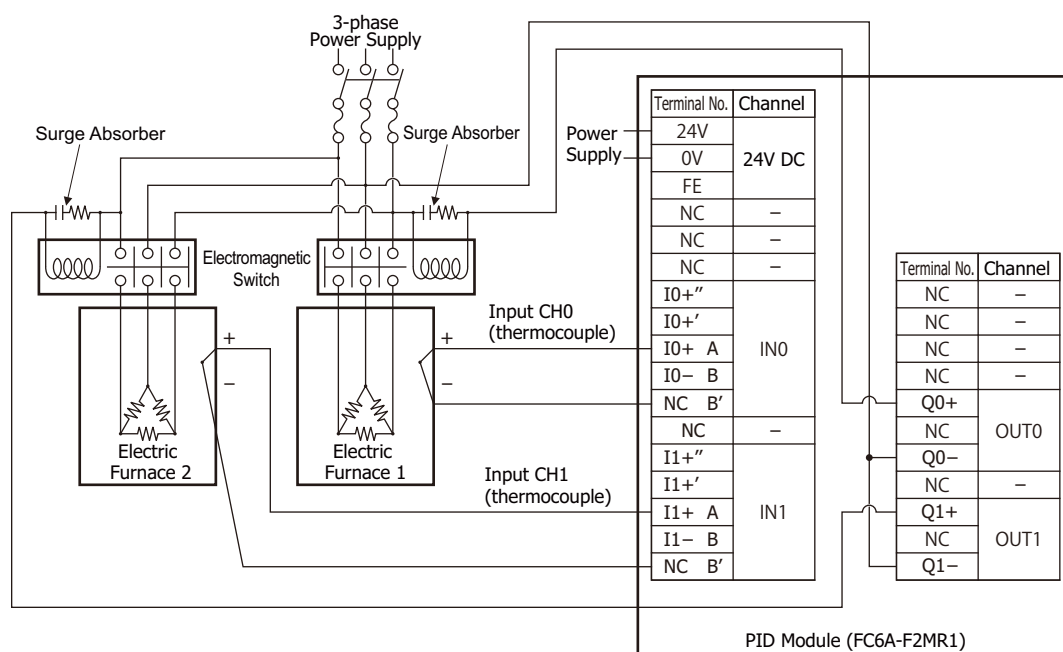 3-phase
Power Supply
Surge Absorber
Surge Absorber
Electromagnetic
Switch
Electric
Furnace 2
Electric
Furnace 1
+
−
+
−
Input CH0
(thermocouple)
Input CH1
(thermocouple)
Power
Supply
Terminal No. Channel
24V
0V 24V DC
FE
NC –
NC –
NC –
I0+″
I0+′
I0+ A IN0
I0− B
NC B′
NC –
I1+″
I1+′
I1+ A IN1
I1− B
NC B′
Terminal No. Channel
NC –
NC –
NC –
NC –
Q0+
NC OUT0
Q0−
NC –
Q1+
NC OUT1
Q1−
PID Module (FC6A-F2MR1)